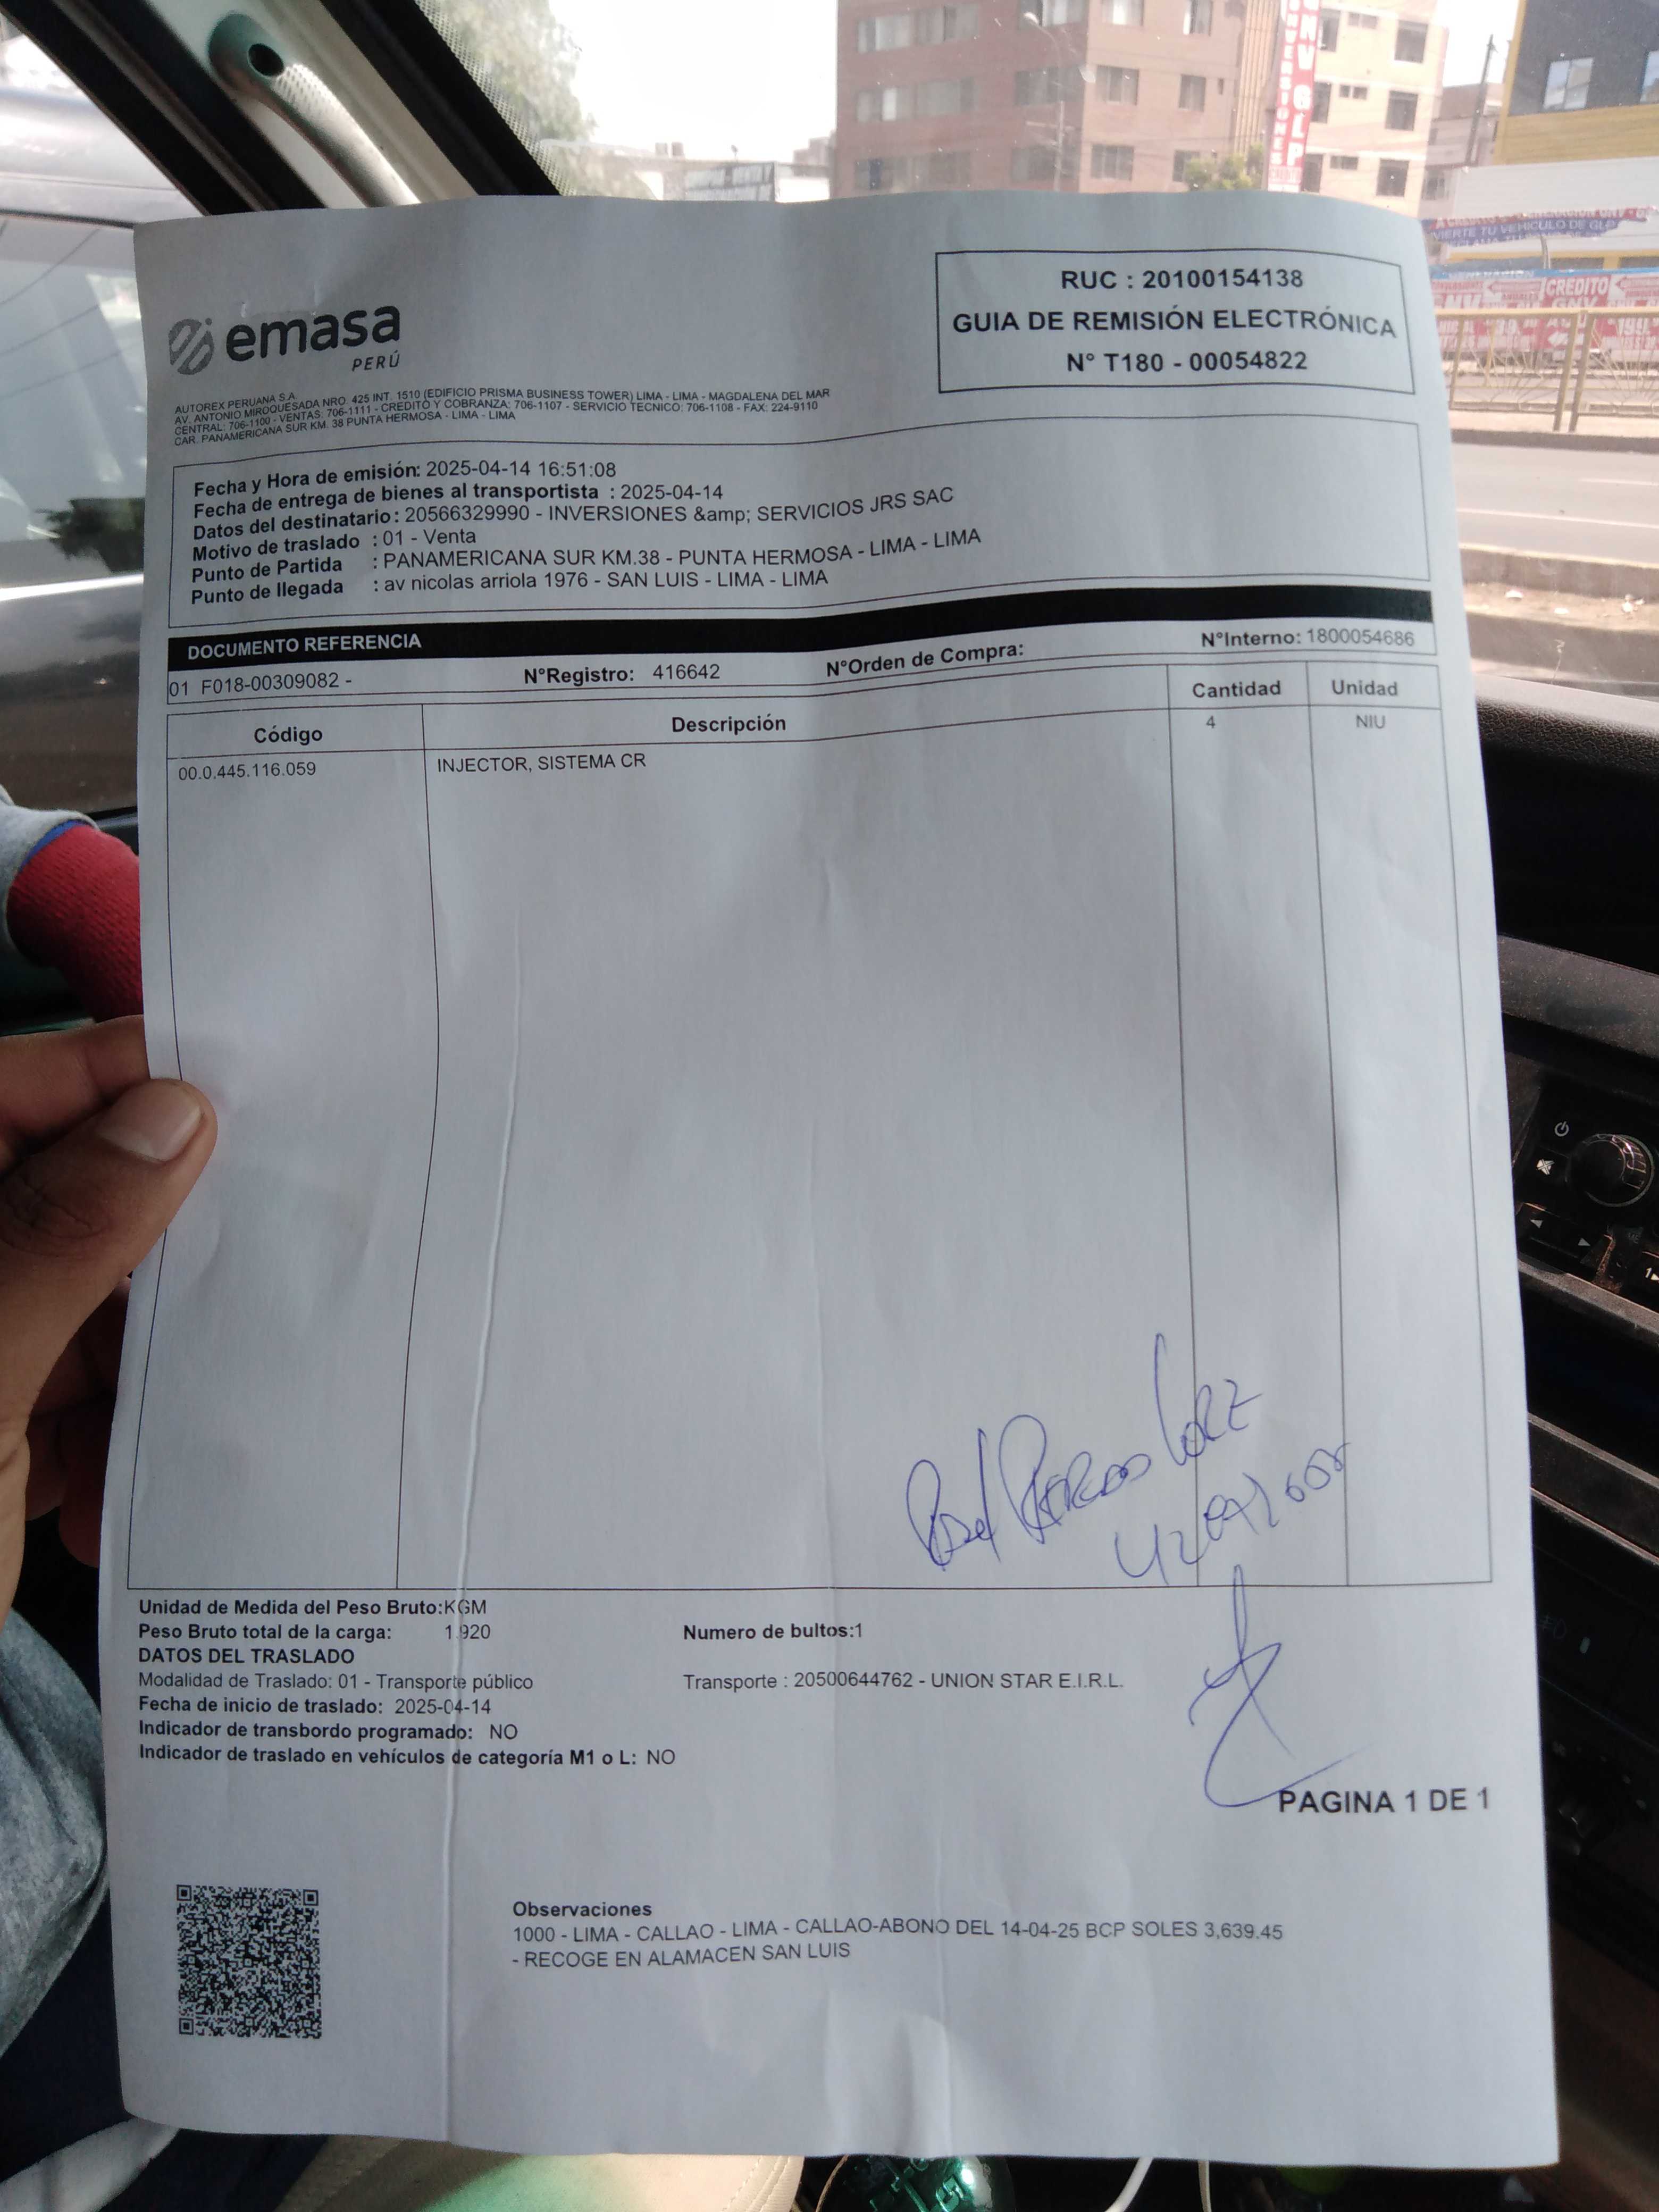 emasa
PERÚ
RUC : 20100154138
GUIA DE REMISIÓN ELECTRÓNICA
N° T180 - 00054822
AUTOREX PERUANA S.A.
AV. ANTONIO MIROQUESADA NRO. 425 INT. 1510 (EDIFICIO PRISMA BUSINESS TOWER) LIMA - LIMA - MAGDALENA DEL MAR
CENTRAL: 706-1100 - VENTAS: 706-1111 - CREDITO Y COBRANZA: 706-1107 - SERVICIO TECNICO: 706-1108 - FAX: 224-9110
CAR. PANAMERICANA SUR KM. 38 PUNTA HERMOSA - LIMA - LIMA
Fecha y Hora de emisión: 2025-04-14 16:51:08
Fecha de entrega de bienes al transportista : 2025-04-14
Datos del destinatario : 20566329990 - INVERSIONES &amp; SERVICIOS JRS SAC
Motivo de traslado : 01 - Venta
Punto de Partida : PANAMERICANA SUR KM.38 - PUNTA HERMOSA - LIMA - LIMA
Punto de llegada : av nicolas arriola 1976 - SAN LUIS - LIMA - LIMA
DOCUMENTO REFERENCIA
01 F018-00309082 - N°Registro: 416642 N°Orden de Compra: N°Interno: 1800054686
Código Descripción Cantidad Unidad
00.0.445.116.059 INJECTOR, SISTEMA CR 4 NIU
Unidad de Medida del Peso Bruto:KGM
Peso Bruto total de la carga: 1.920 Numero de bultos:1
DATOS DEL TRASLADO
Modalidad de Traslado: 01 - Transporte público Transporte : 20500644762 - UNION STAR E.I.R.L.
Fecha de inicio de traslado: 2025-04-14
Indicador de transbordo programado: NO
Indicador de traslado en vehículos de categoría M1 o L: NO
PAGINA 1 DE 1
Observaciones
1000 - LIMA - CALLAO - LIMA - CALLAO-ABONO DEL 14-04-25 BCP SOLES 3,639.45
- RECOGE EN ALAMACEN SAN LUIS
GNV GLP
CREDITO
GNV